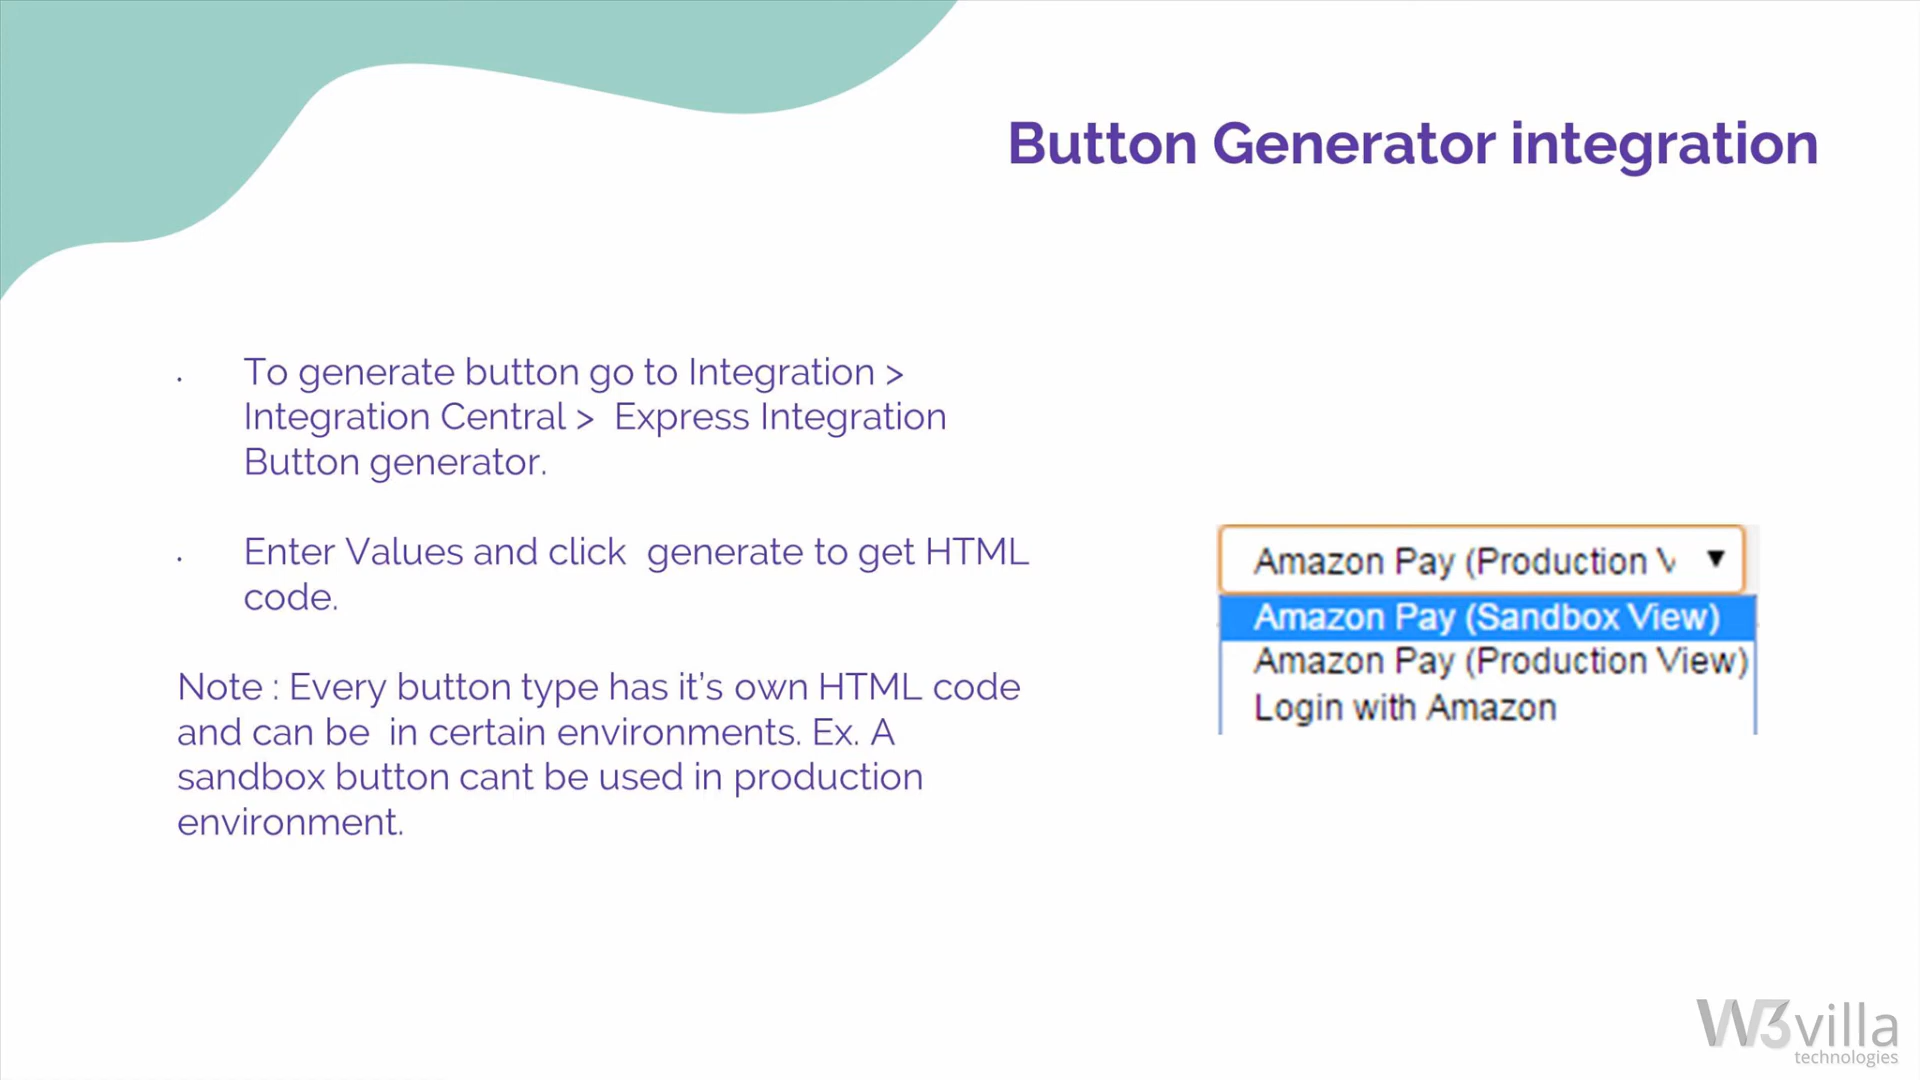 Button Generator integration
. To generate button go to Integration >
Integration Central > Express Integration
Button generator.
. Enter Values and click generate to get HTML
code.
Note : Every button type has it's own HTML code
and can be in certain environments. Ex. A
sandbox button cant be used in production
environment.
Amazon Pay (Production V
Amazon Pay (Sandbox View)
Amazon Pay (Production View)
Login with Amazon
W3villa
technologies